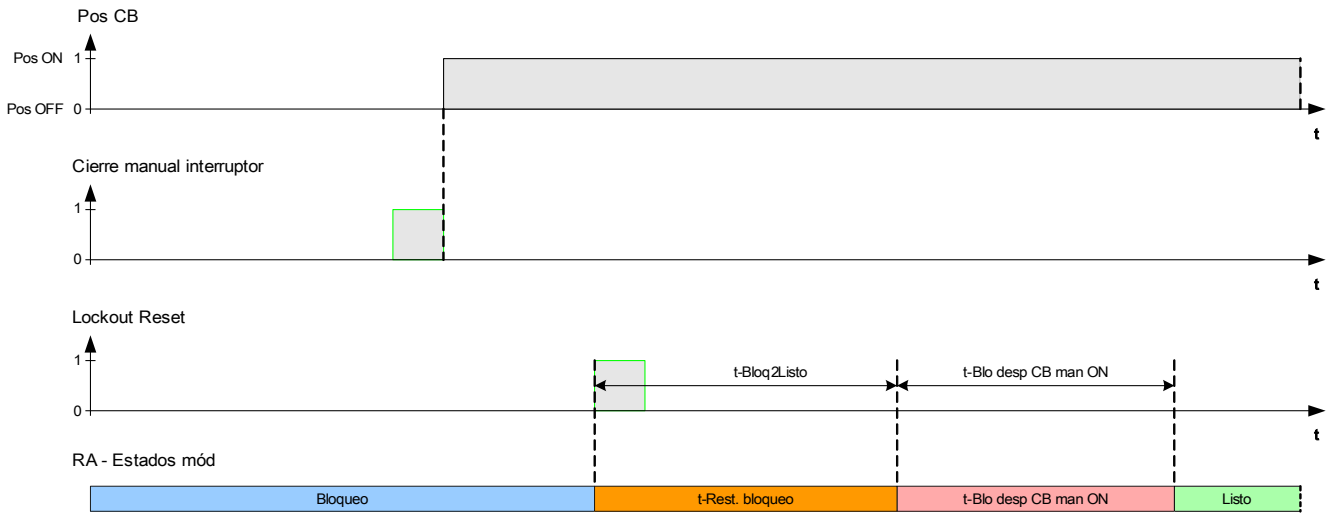 Pos CB
Pos ON 1
Pos OFF 0
t
Cierre manual interruptor
1
0
t
Lockout Reset
1
t-Bloq2Listo
t-Blo desp CB man ON
0
t
RA - Estados mód
Bloqueo
t-Rest. bloqueo
t-Blo desp CB man ON
Listo